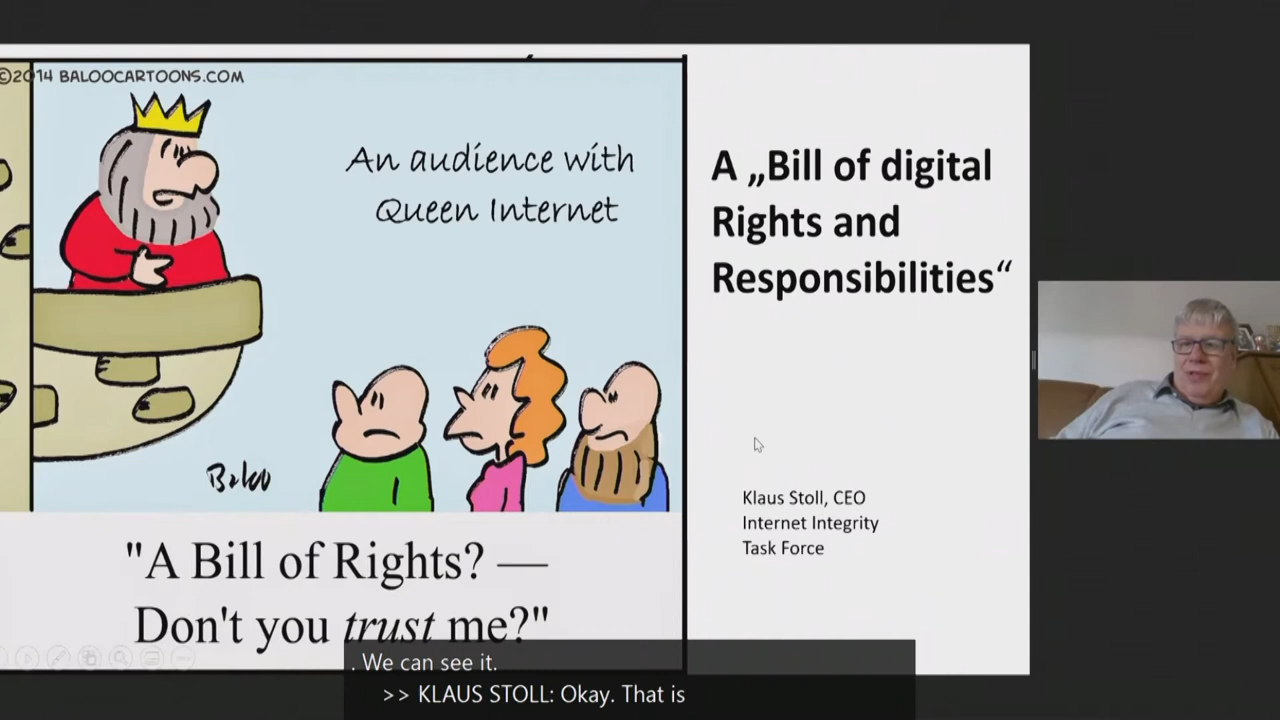 ©2014 BALOOCARTOONS.COM
An audience with
Queen Internet
Baloo
"A Bill of Rights? —
Don't you trust me?"
A „Bill of digital
Rights and
Responsibilities“
Klaus Stoll, CEO
Internet Integrity
Task Force
. We can see it.
>> KLAUS STOLL: Okay. That is